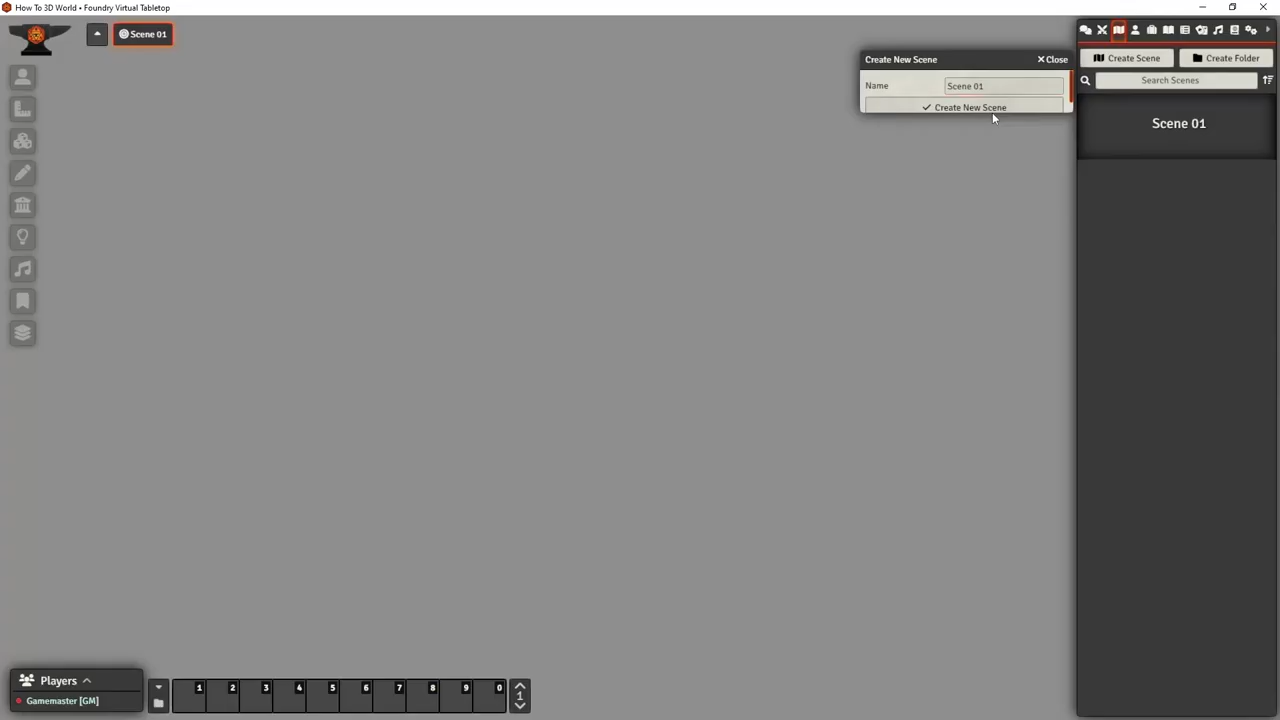 How To 3D World • Foundry Virtual Tabletop
Scene 01
Create New Scene
Close
Name
Scene 01
Create New Scene
Create Scene
Create Folder
Search Scenes
Scene 01
Players
Gamemaster [GM]
1 2 3 4 5 6 7 8 9 0
1